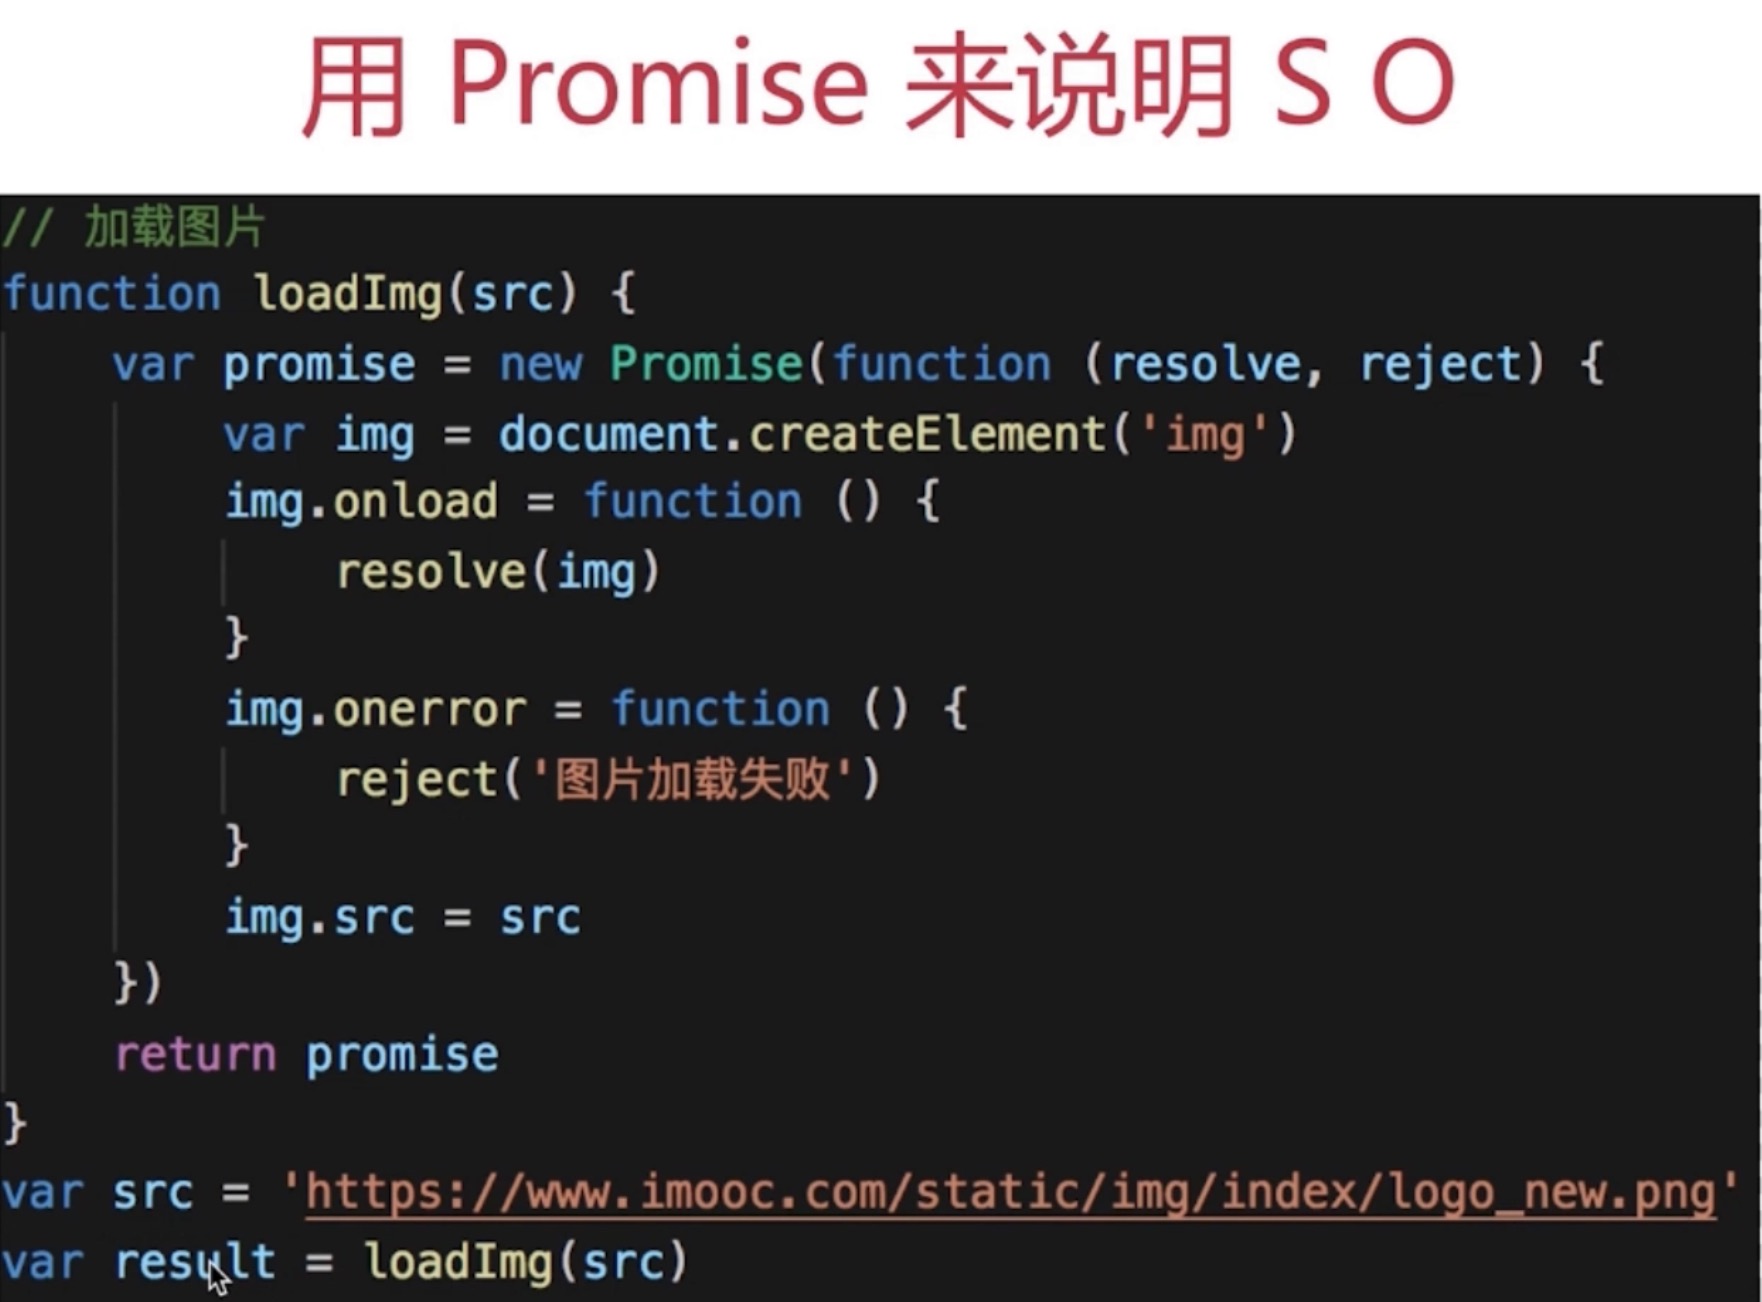 用 Promise 来说明 S O
// 加载图片
function loadImg(src) {
    var promise = new Promise(function (resolve, reject) {
        var img = document.createElement('img')
        img.onload = function () {
            resolve(img)
        }
        img.onerror = function () {
            reject('图片加载失败')
        }
        img.src = src
    })
    return promise
}
var src = 'https://www.imooc.com/static/img/index/logo_new.png'
var result = loadImg(src)